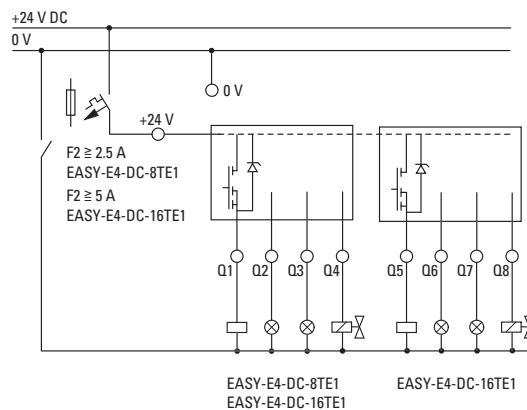 +24 V DC
0 V
0 V
+24 V
F2 ≧ 2.5 A
EASY-E4-DC-8TE1
F2 ≧ 5 A
EASY-E4-DC-16TE1
Q1 Q2 Q3 Q4 Q5 Q6 Q7 Q8
EASY-E4-DC-8TE1 EASY-E4-DC-16TE1
EASY-E4-DC-16TE1